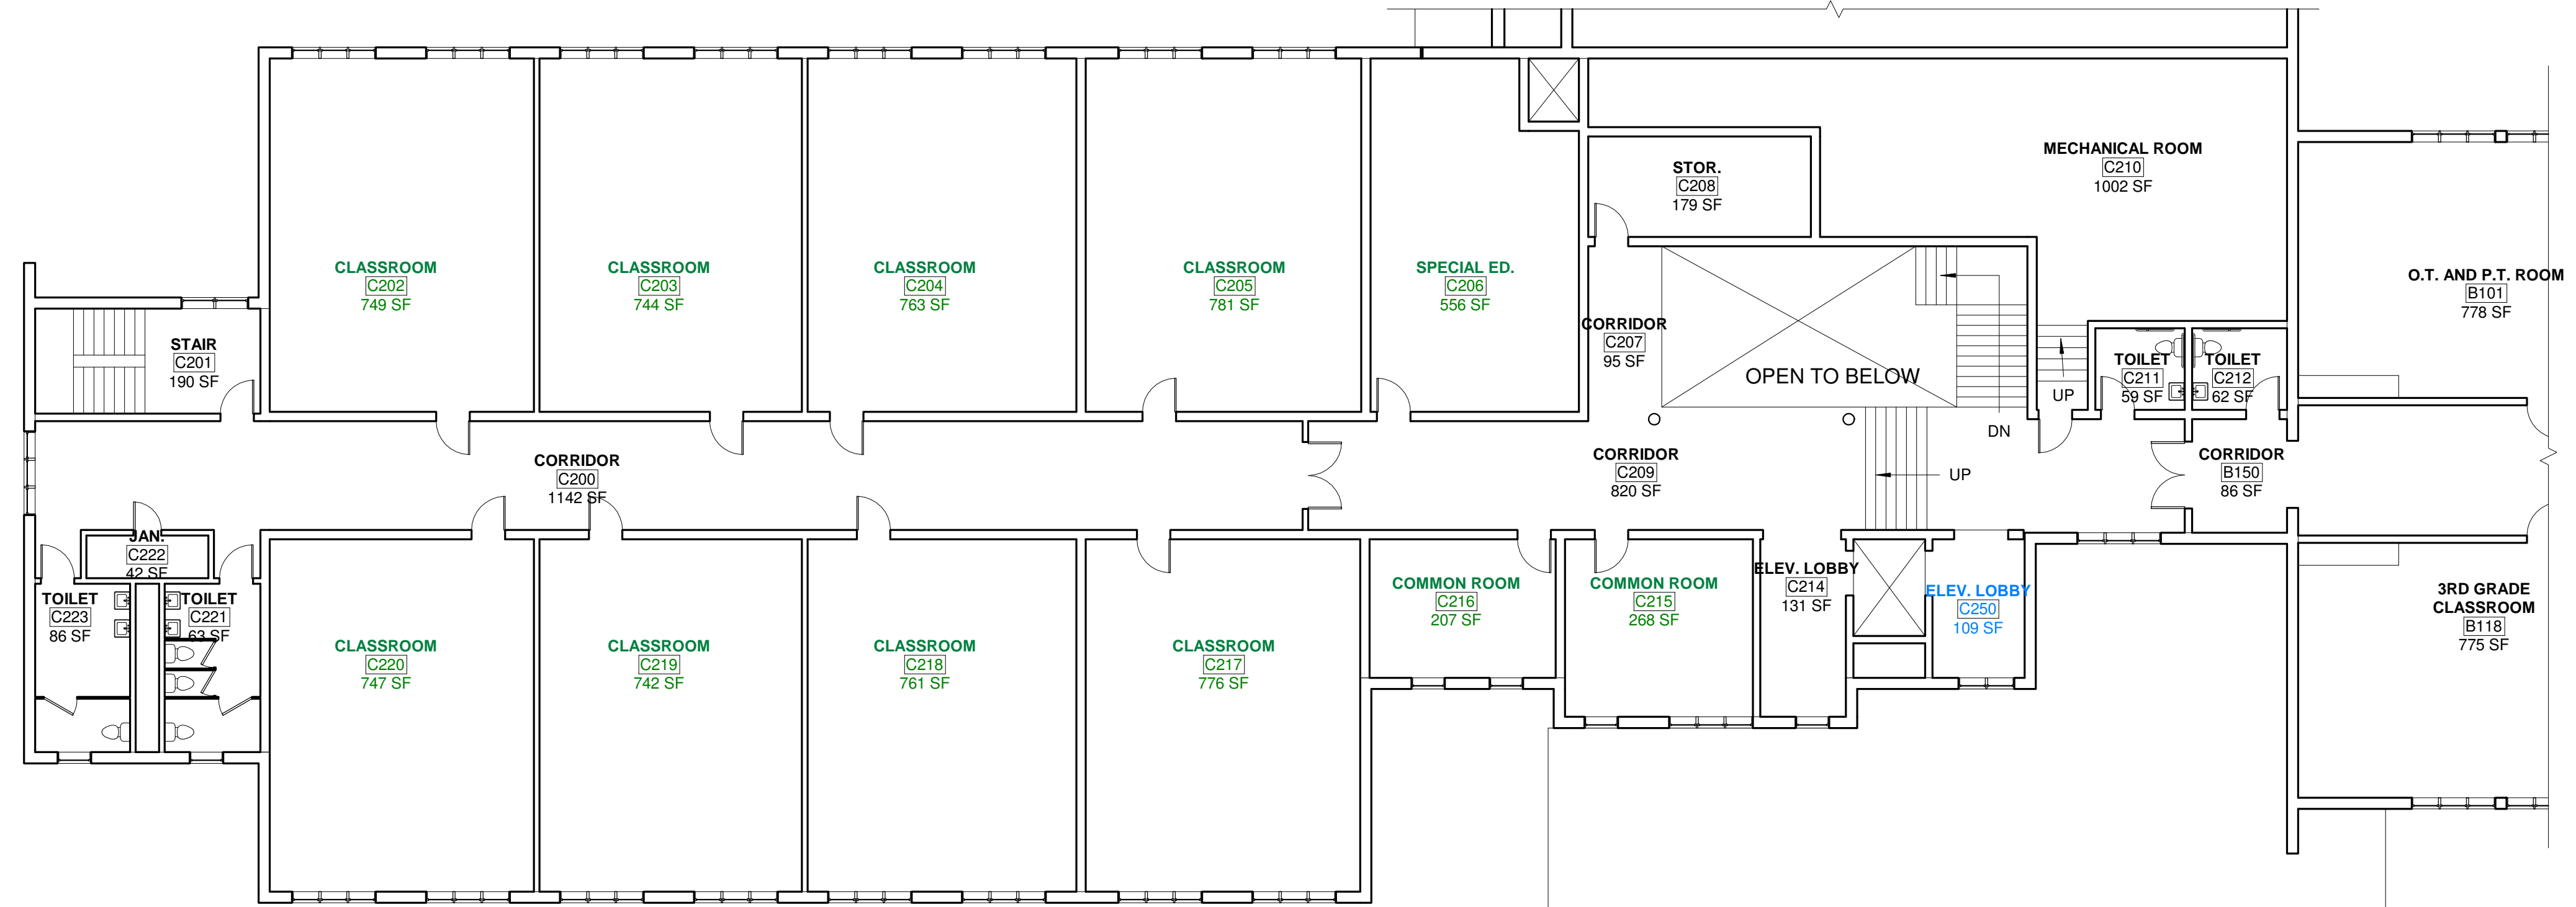 MECHANICAL ROOM
C210
1002 SF
STOR.
C208
179 SF
CLASSROOM
C202
749 SF
CLASSROOM
C203
744 SF
CLASSROOM
C204
763 SF
CLASSROOM
C205
781 SF
SPECIAL ED.
C206
556 SF
O.T. AND P.T. ROOM
B101
778 SF
CORRIDOR
C207
95 SF
STAIR
C201
190 SF
OPEN TO BELOW
TOILET
C211
59 SF
TOILET
C212
62 SF
UP
DN
CORRIDOR
C200
1142 SF
CORRIDOR
C209
820 SF
UP
CORRIDOR
B150
86 SF
JAN.
C222
42 SF
TOILET
C223
86 SF
TOILET
C221
63 SF
COMMON ROOM
C216
207 SF
COMMON ROOM
C215
268 SF
ELEV. LOBBY
C214
131 SF
ELEV. LOBBY
C250
109 SF
3RD GRADE
CLASSROOM
B118
775 SF
CLASSROOM
C220
747 SF
CLASSROOM
C219
742 SF
CLASSROOM
C218
761 SF
CLASSROOM
C217
776 SF